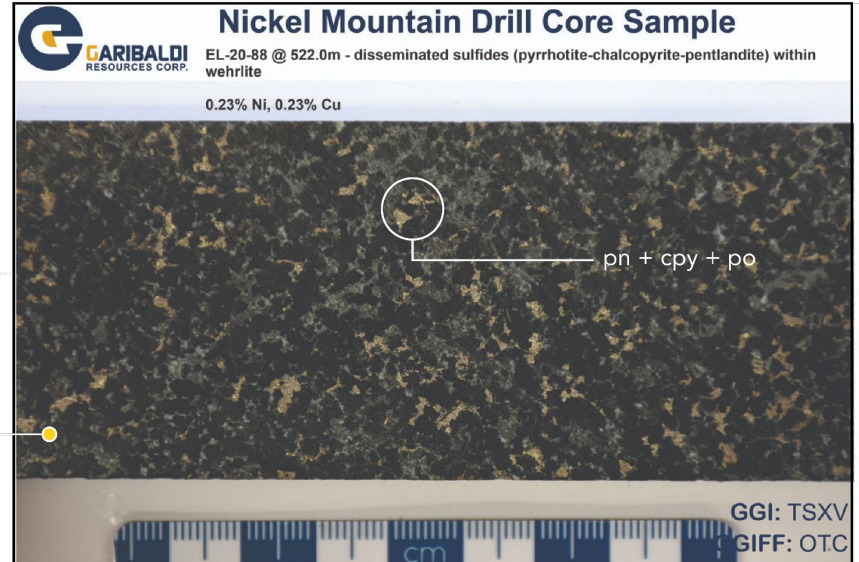 Nickel Mountain Drill Core Sample
GARIBALDI
RESOURCES CORP.
EL-20-88 @ 522.0m - disseminated sulfides (pyrrhotite-chalcopyrite-pentlandite) within
wehrlite
0.23% Ni, 0.23% Cu
pn + cpy + po
cm
GGI: TSXV
GGIFF: OTC